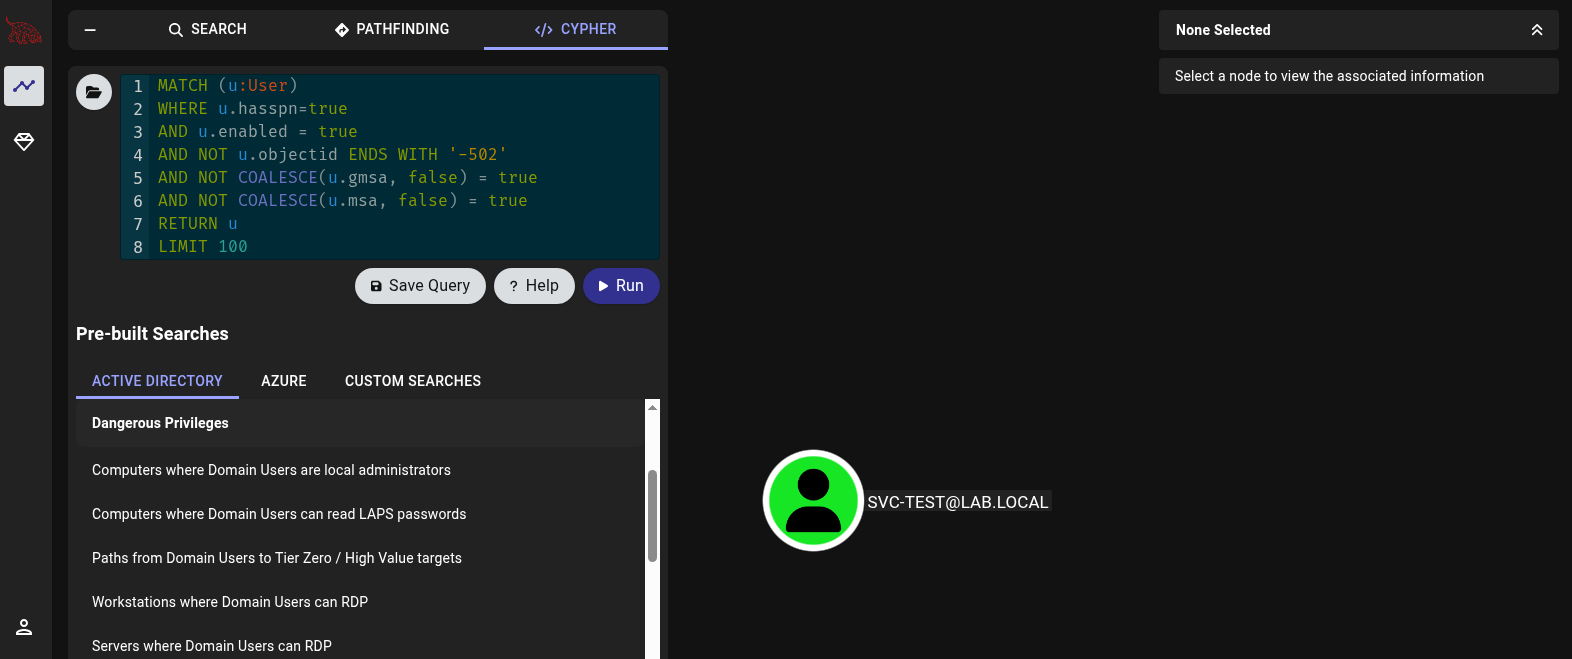 SEARCH PATHFINDING CYPHER
1 MATCH (u:User)
2 WHERE u.hasspn=true
3 AND u.enabled = true
4 AND NOT u.objectid ENDS WITH '-502'
5 AND NOT COALESCE(u.gmsa, false) = true
6 AND NOT COALESCE(u.msa, false) = true
7 RETURN u
8 LIMIT 100
Save Query ? Help Run
Pre-built Searches
ACTIVE DIRECTORY AZURE CUSTOM SEARCHES
Dangerous Privileges
Computers where Domain Users are local administrators
Computers where Domain Users can read LAPS passwords
Paths from Domain Users to Tier Zero / High Value targets
Workstations where Domain Users can RDP
Servers where Domain Users can RDP
SVC-TEST@LAB.LOCAL
None Selected
Select a node to view the associated information